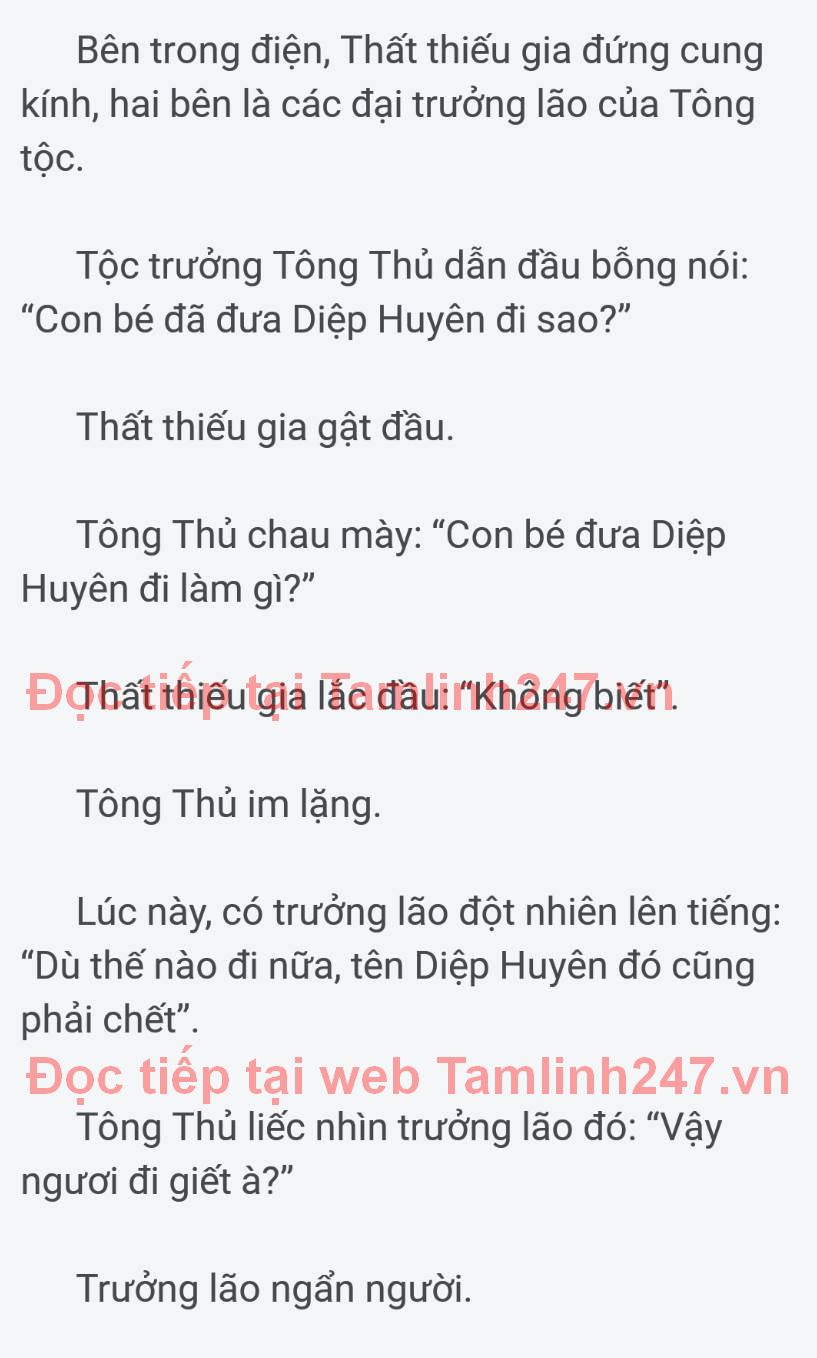 Bên trong điện, Thất thiếu gia đứng cung
kính, hai bên là các đại trưởng lão của Tông
tộc.
Tộc trưởng Tông Thủ dẫn đầu bỗng nói:
“Con bé đã đưa Diệp Huyên đi sao?”
Thất thiếu gia gật đầu.
Tông Thủ chau mày: “Con bé đưa Diệp
Huyên đi làm gì?”
Đọc tiếp tại Tamlinh247.vn
Thất thiếu gia lắc đầu: “Không biết”.
Tông Thủ im lặng.
Lúc này, có trưởng lão đột nhiên lên tiếng:
“Dù thế nào đi nữa, tên Diệp Huyên đó cũng
phải chết”.
Đọc tiếp tại web Tamlinh247.vn
Tông Thủ liếc nhìn trưởng lão đó: “Vậy
ngươi đi giết à?”
Trưởng lão ngẩn người.